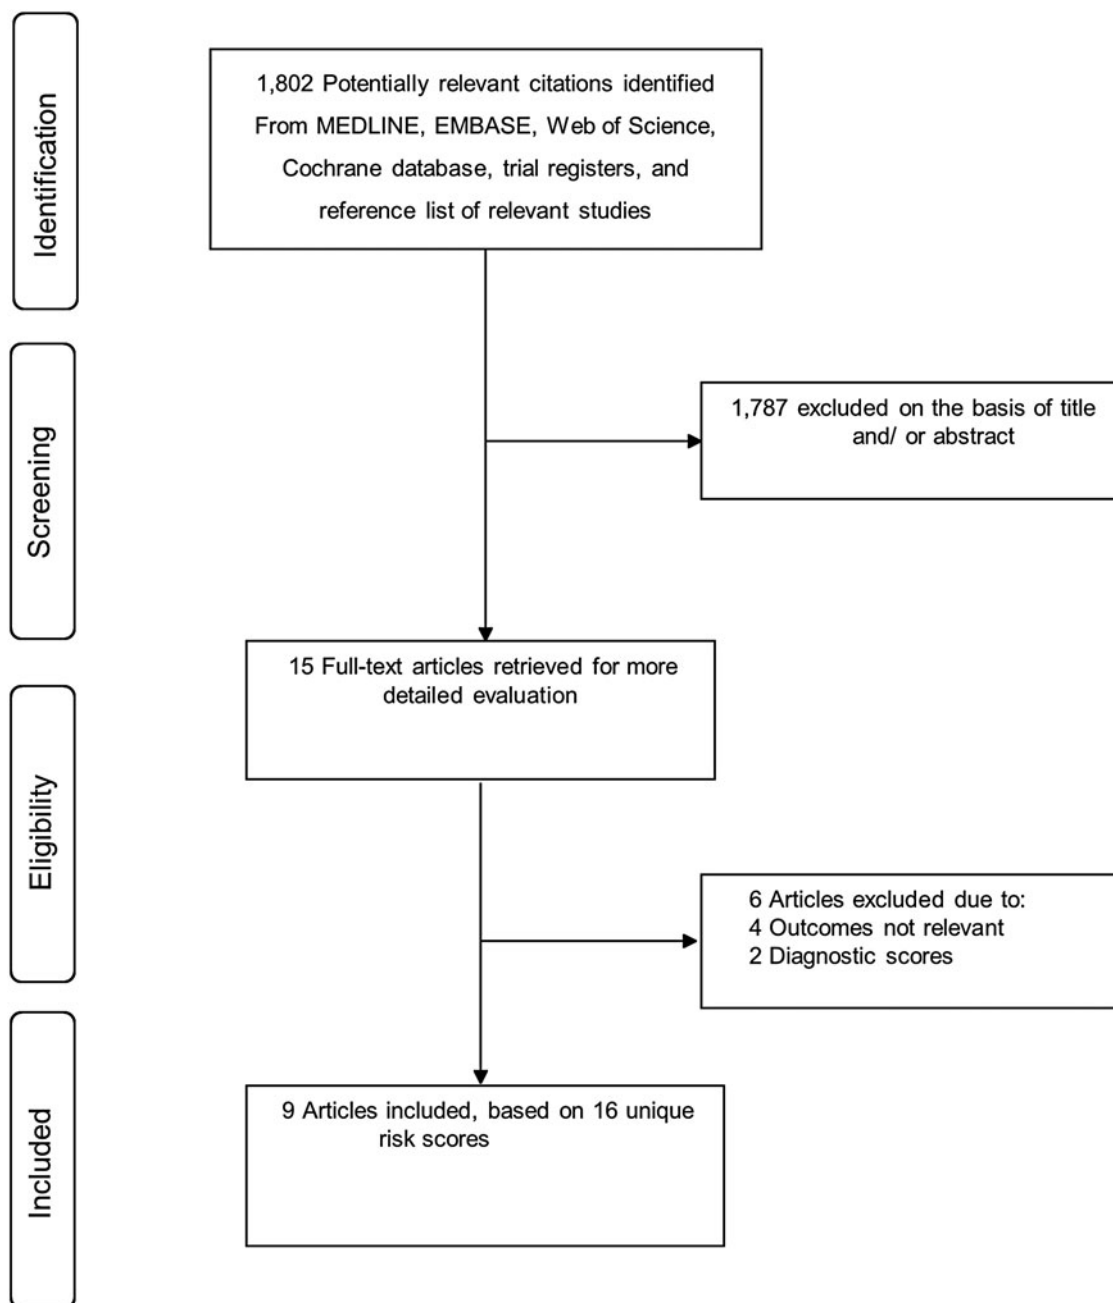 Identification
1,802 Potentially relevant citations identified
From MEDLINE, EMBASE, Web of Science,
Cochrane database, trial registers, and
reference list of relevant studies
Screening
1,787 excluded on the basis of title
and/ or abstract
15 Full-text articles retrieved for more
detailed evaluation
Eligibility
6 Articles excluded due to:
4 Outcomes not relevant
2 Diagnostic scores
Included
9 Articles included, based on 16 unique
risk scores